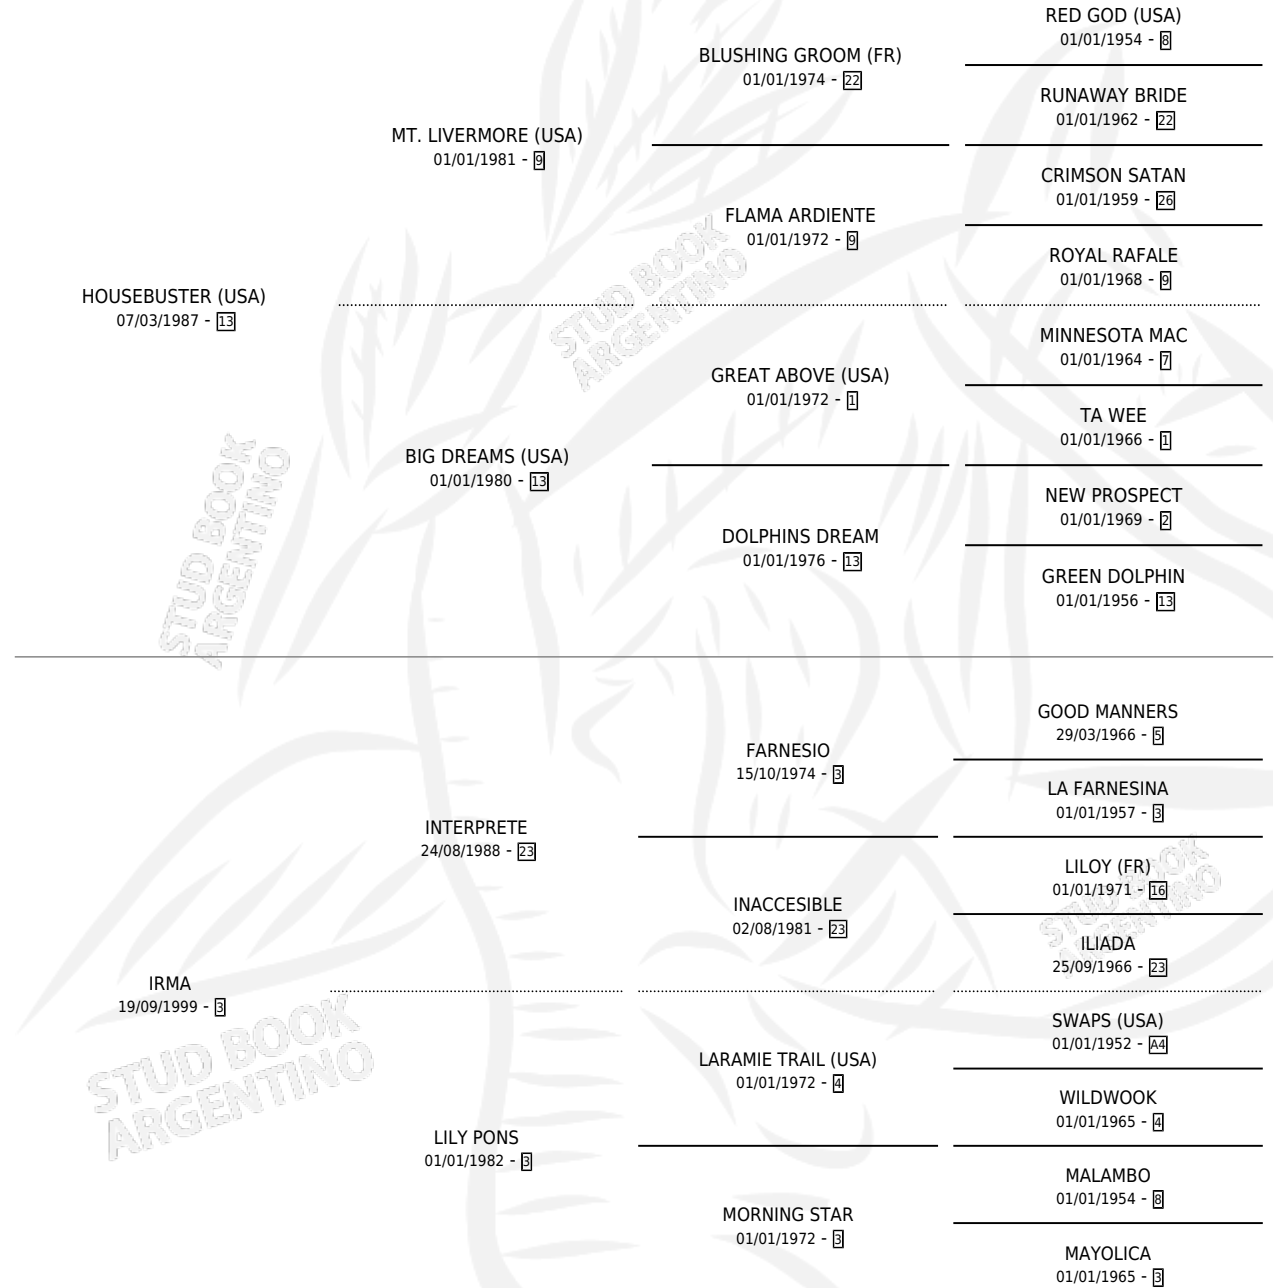 RED GOD (USA)
01/01/1954 - 8
BLUSHING GROOM (FR)
01/01/1974 - 22
RUNAWAY BRIDE
01/01/1962 - 22
MT. LIVERMORE (USA)
01/01/1981 - 9
CRIMSON SATAN
01/01/1959 - 26
FLAMA ARDIENTE
01/01/1972 - 9
ROYAL RAFALE
01/01/1968 - 9
HOUSEBUSTER (USA)
07/03/1987 - 13
STUD BOOK
ARGENTINO
MINNESOTA MAC
01/01/1964 - 7
GREAT ABOVE (USA)
01/01/1972 - 1
TA WEE
01/01/1966 - 1
BIG DREAMS (USA)
01/01/1980 - 13
NEW PROSPECT
01/01/1969 - 2
DOLPHINS DREAM
01/01/1976 - 13
GREEN DOLPHIN
01/01/1956 - 13
STUD BOOK
ARGENTINO
GOOD MANNERS
29/03/1966 - 5
FARNESIO
15/10/1974 - 3
LA FARNESINA
01/01/1957 - 3
INTERPRETE
24/08/1988 - 23
LILOY (FR)
01/01/1971 - 16
INACCESIBLE
02/08/1981 - 23
STUD BOOK
ARGENTINO
ILIADA
25/09/1966 - 23
IRMA
19/09/1999 - 3
SWAPS (USA)
01/01/1952 - A4
LARAMIE TRAIL (USA)
01/01/1972 - 4
WILDWOOK
01/01/1965 - 4
STUD BOOK
ARGENTINO
LILY PONS
01/01/1982 - 3
MALAMBO
01/01/1954 - 8
MORNING STAR
01/01/1972 - 3
MAYOLICA
01/01/1965 - 3